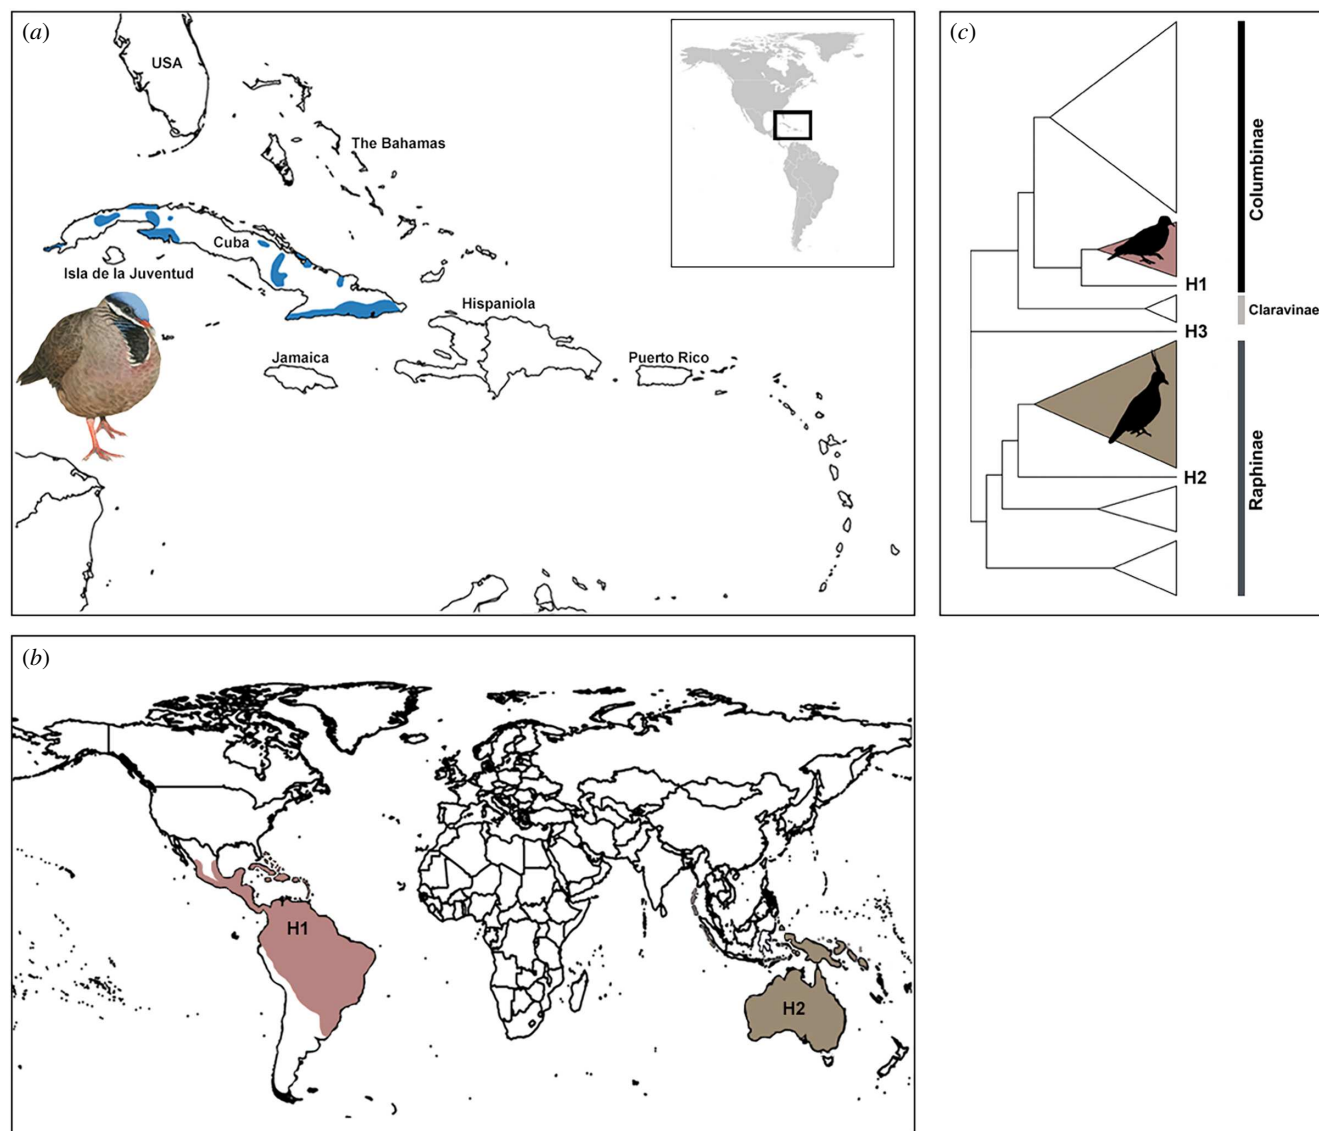 (a)
USA
The Bahamas
Cuba
Isla de la Juventud
Hispaniola
Jamaica
Puerto Rico
(c)
Columbinae
H1
Claravinae
H3
H2
Raphinae
(b)
H1
H2